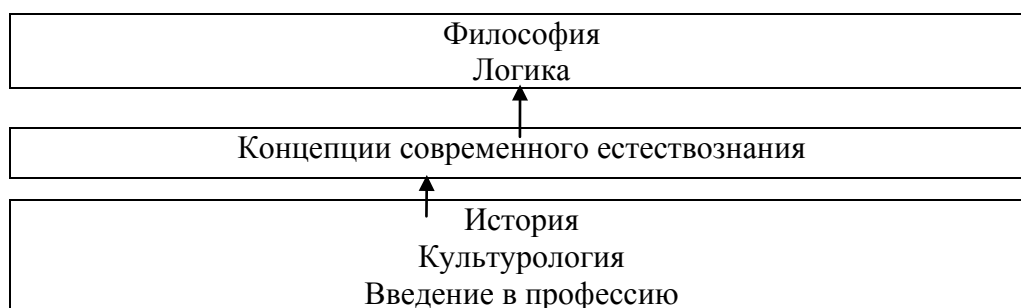 Философия
Логика
Концепции современного естествознания
История
Культурология
Введение в профессию